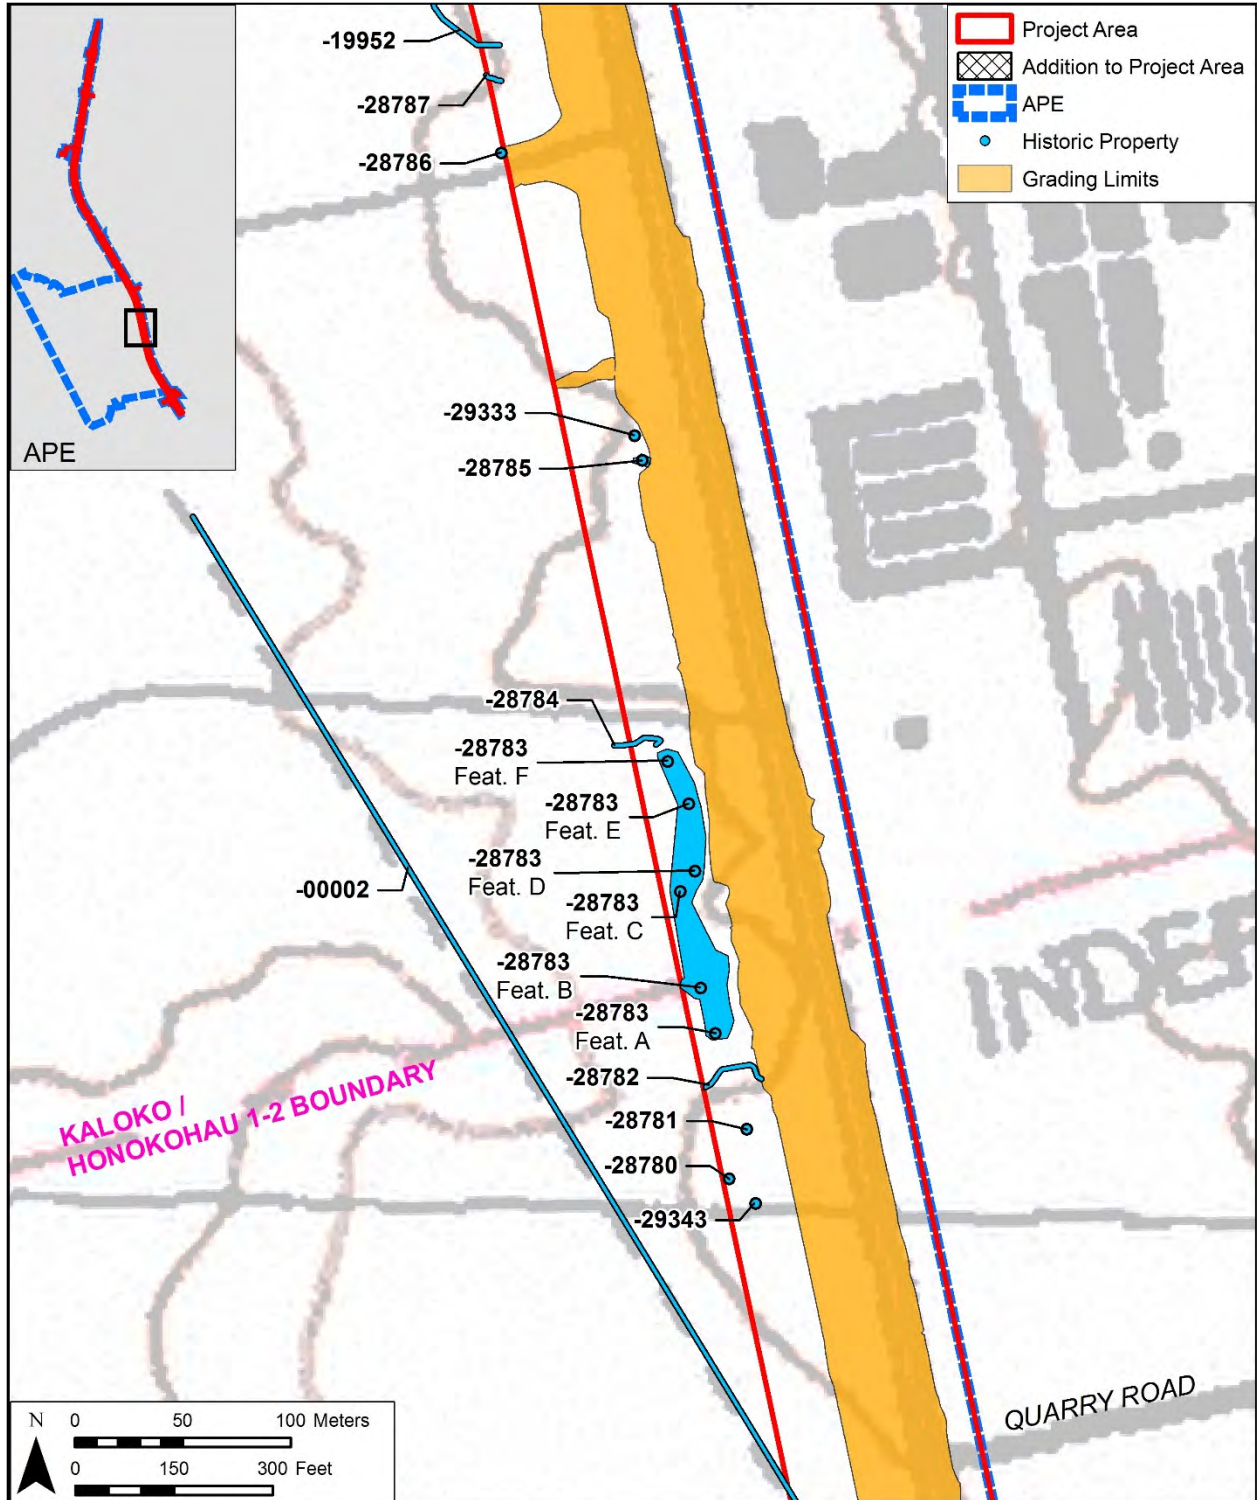 -19952
-28787
-28786
Project Area
Addition to Project Area
APE
Historic Property
Grading Limits
APE
-29333
-28785
-28784
-28783
Feat. F
-28783
Feat. E
-28783
Feat. D
-00002
-28783
Feat. C
-28783
Feat. B
-28783
Feat. A
INDEF
-28782
KALOKO /
HONOKOHAU 1-2 BOUNDARY
-28781
-28780
-29343
QUARRY ROAD
N 0 50 100 Meters
0 150 300 Feet